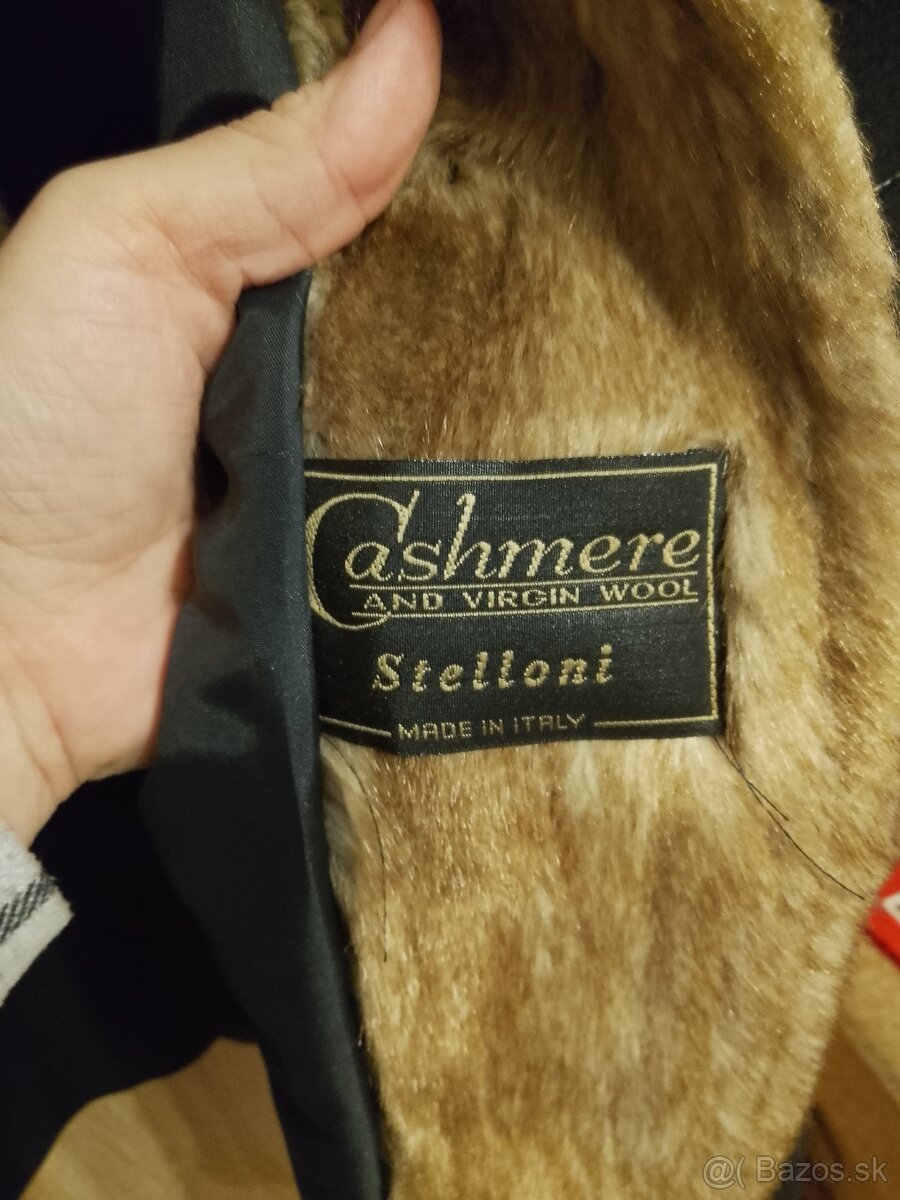 Cashmere
AND VIRGIN WOOL
Stelloni
MADE IN ITALY
@( Bazos.sk